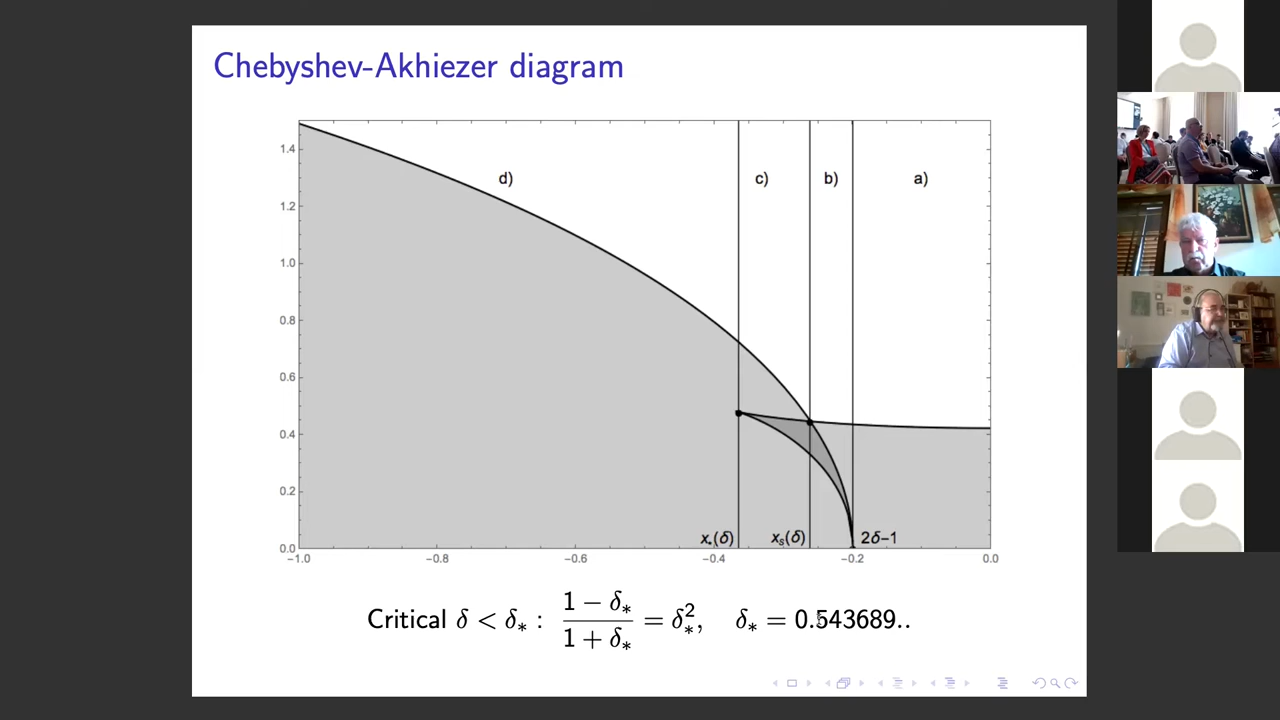 Chebyshev-Akhiezer diagram
1.4
1.2
1.0
0.8
0.6
0.4
0.2
0.0
d)
c)
b)
a)
x*(δ)
xs(δ)
2δ−1
−1.0
−0.8
−0.6
−0.4
−0.2
0.0
Critical δ < δ* : (1 − δ*)/(1 + δ*) = δ*², δ* = 0.543689..